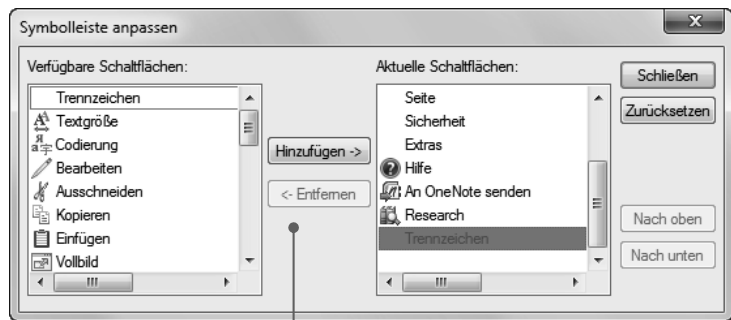 Symbolleiste anpassen
X
Verfügbare Schaltflächen:
Trennzeichen
Textgröße
Codierung
Bearbeiten
Ausschneiden
Kopieren
Einfügen
Vollbild
Hinzufügen ->
<- Entfernen
Aktuelle Schaltflächen:
Seite
Sicherheit
Extras
Hilfe
An OneNote senden
Research
Trennzeichen
Schließen
Zurücksetzen
Nach oben
Nach unten